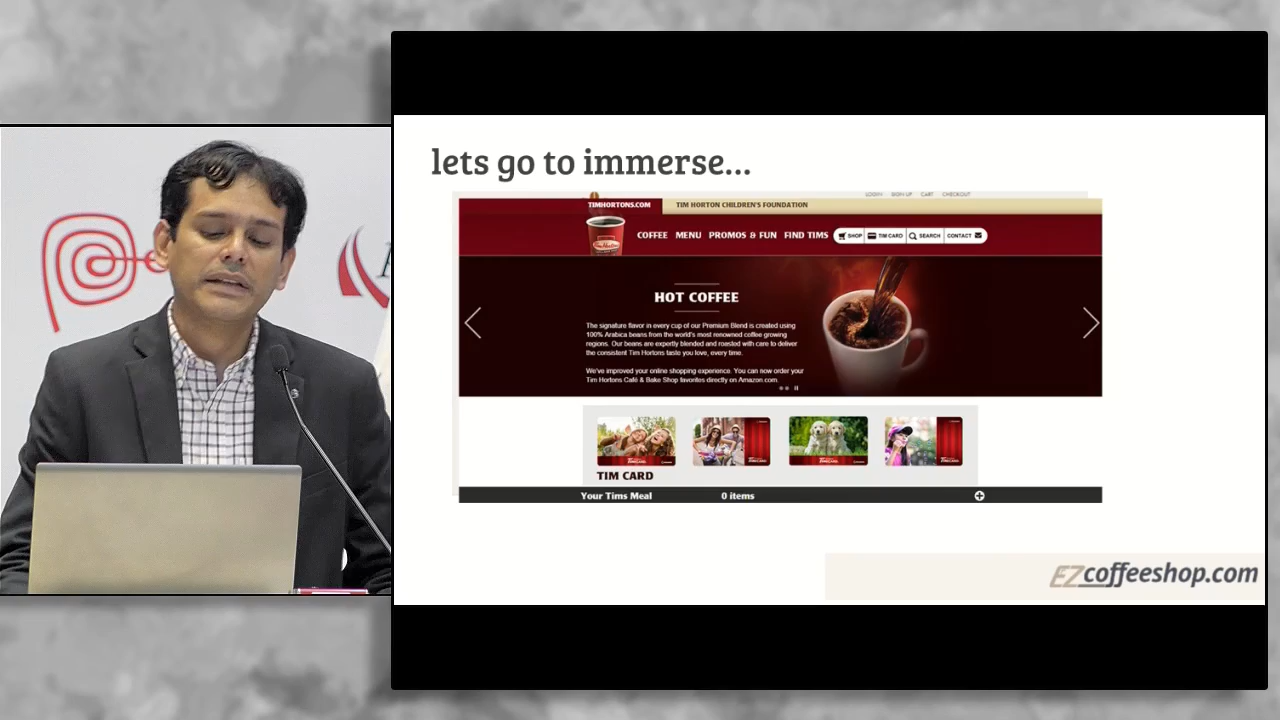 lets go to immerse...
LOGIN SIGN UP CART CHECKOUT
TIMHORTONS.COM TIM HORTON CHILDREN'S FOUNDATION
COFFEE MENU PROMOS & FUN FIND TIMS SHOP TIM CARD SEARCH CONTACT
Tim Hortons
HOT COFFEE
The signature flavor in every cup of our Premium Blend is created using
100% Arabica beans from the world's most renowned coffee growing
regions. Our beans are expertly blended and roasted with care to deliver
the consistent Tim Hortons taste you love, every time.
We've improved your online shopping experience. You can now order your
Tim Hortons Café & Bake Shop favorites directly on Amazon.com.
TIM CARD
Your Tims Meal 0 items
EZcoffeeshop.com